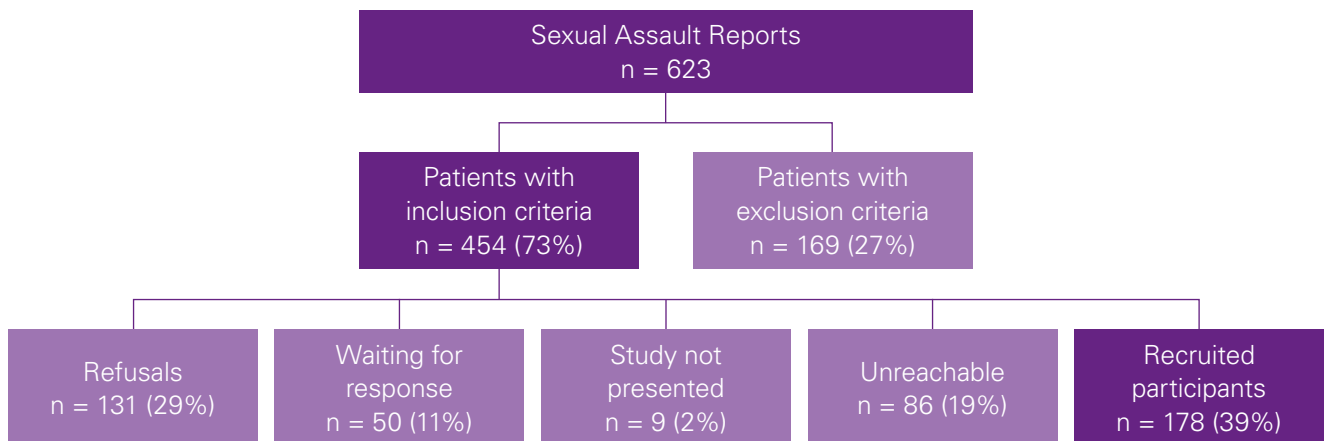 Sexual Assault Reports
n = 623
Patients with
inclusion criteria
n = 454 (73%)
Patients with
exclusion criteria
n = 169 (27%)
Refusals
n = 131 (29%)
Waiting for
response
n = 50 (11%)
Study not
presented
n = 9 (2%)
Unreachable
n = 86 (19%)
Recruited
participants
n = 178 (39%)